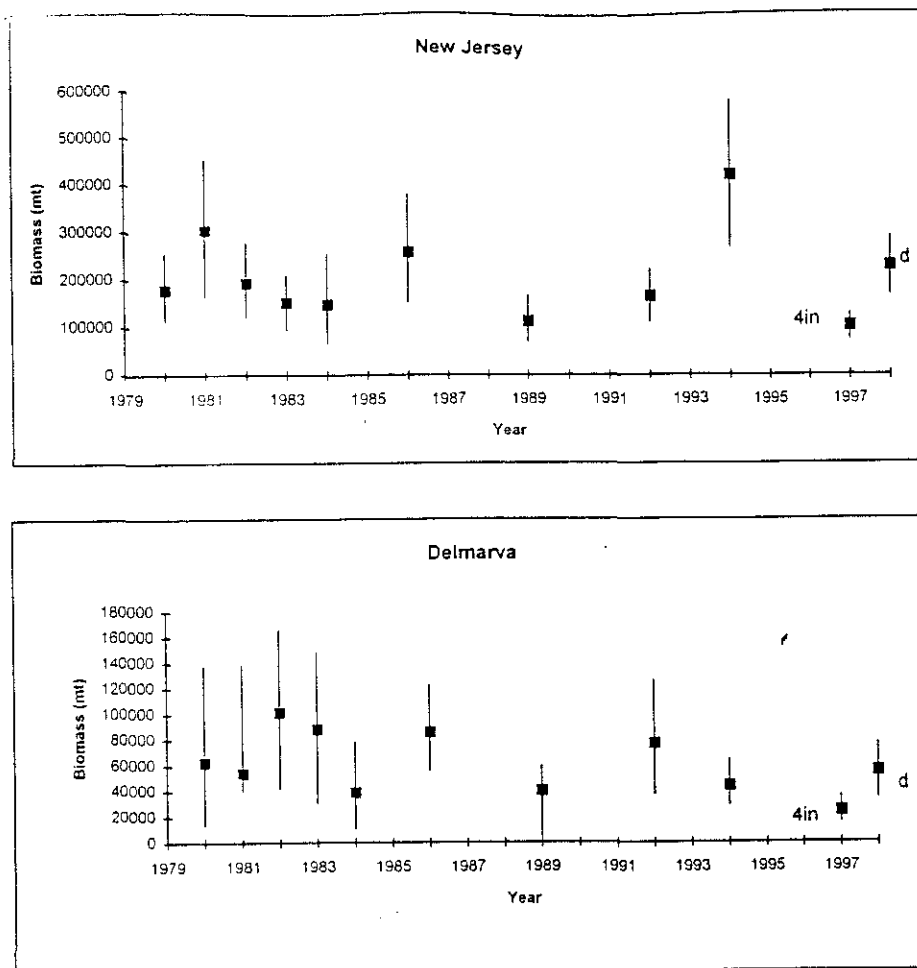 New Jersey
600000
500000
400000
300000
200000
100000
0
Biomass (mt)
4in
d
1979 1981 1983 1985 1987 1989 1991 1993 1995 1997
Year
Delmarva
180000
160000
140000
120000
100000
80000
60000
40000
20000
0
Biomass (mt)
4in
d
1979 1981 1983 1985 1987 1989 1991 1993 1995 1997
Year